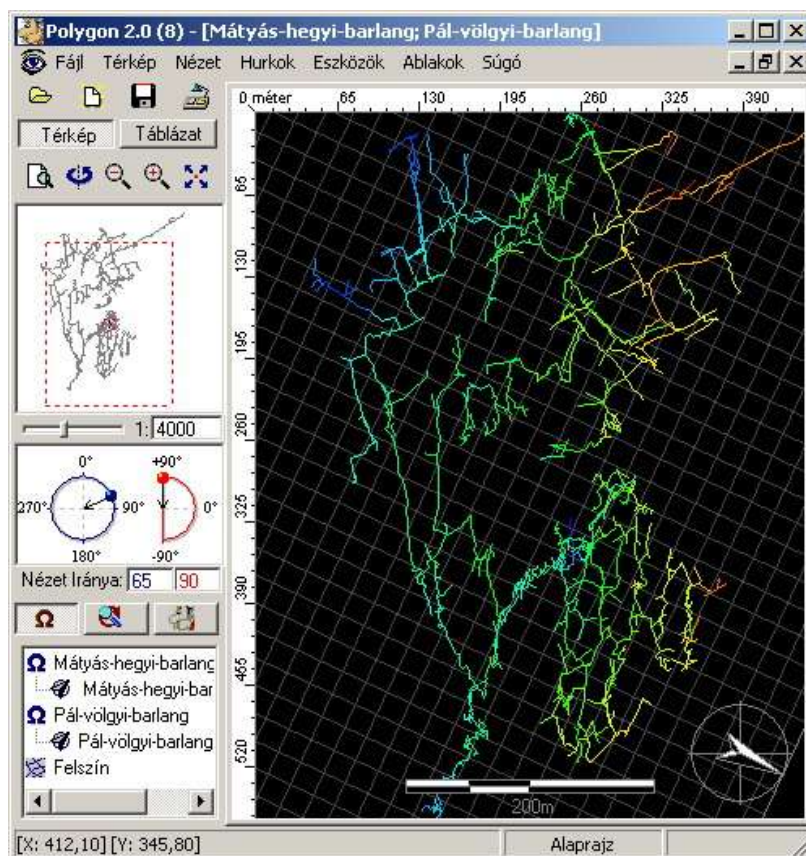 Polygon 2.0 (8) - [Mátyás-hegyi-barlang; Pál-völgyi-barlang]
Fájl Térkép Nézet Hurkok Eszközök Ablakok Súgó
Térkép Táblázat
0 méter 65 130 195 260 325 390
65
130
195
260
325
390
455
520
1: 4000
0° +90°
270° 90° 0°
180° -90°
Nézet Iránya: 65 90
Ω
Ω Mátyás-hegyi-barlang
Mátyás-hegyi-bar
Ω Pál-völgyi-barlang
Pál-völgyi-barlang
Felszín
200m
[X: 412,10] [Y: 345,80] Alaprajz